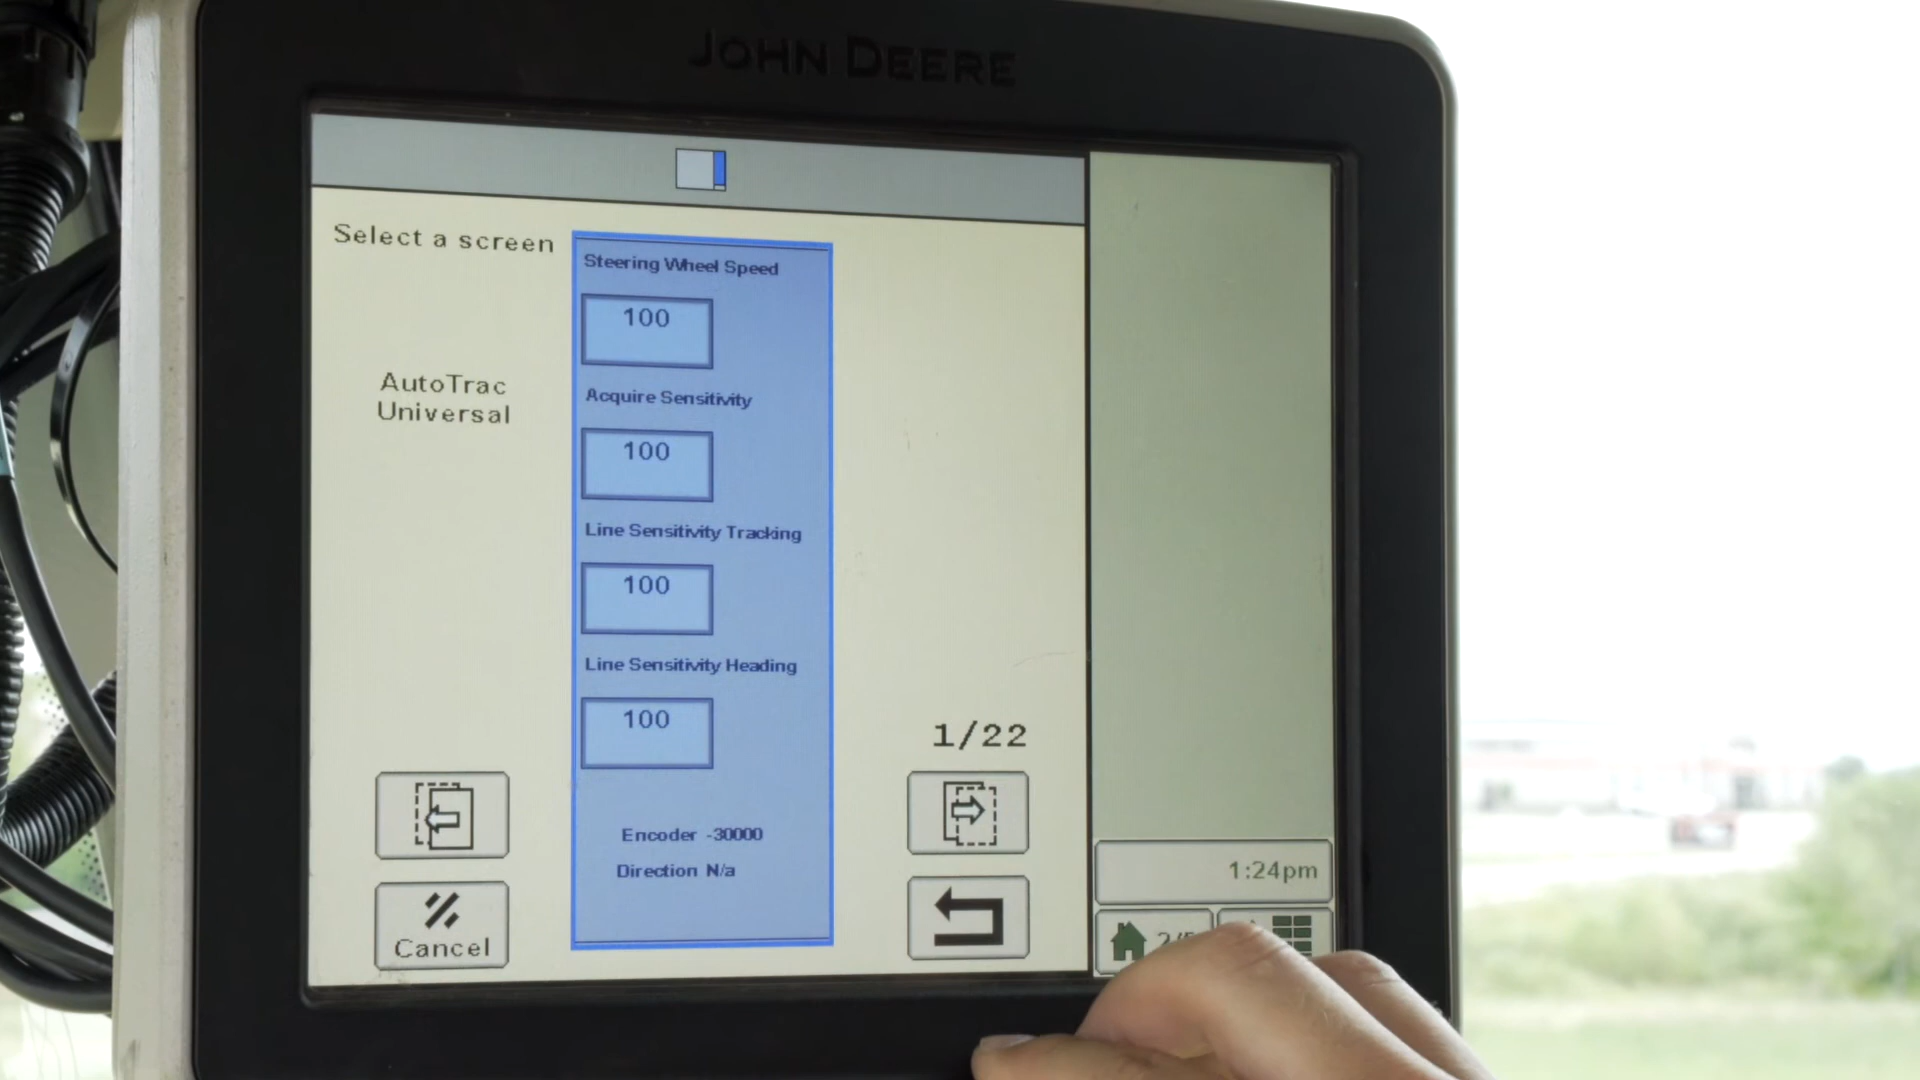 JOHN DEERE
Select a screen
AutoTrac
Universal
Steering Wheel Speed
100
Acquire Sensitivity
100
Line Sensitivity Tracking
100
Line Sensitivity Heading
100
Encoder -30000
Direction N/a
1/22
Cancel
1:24pm